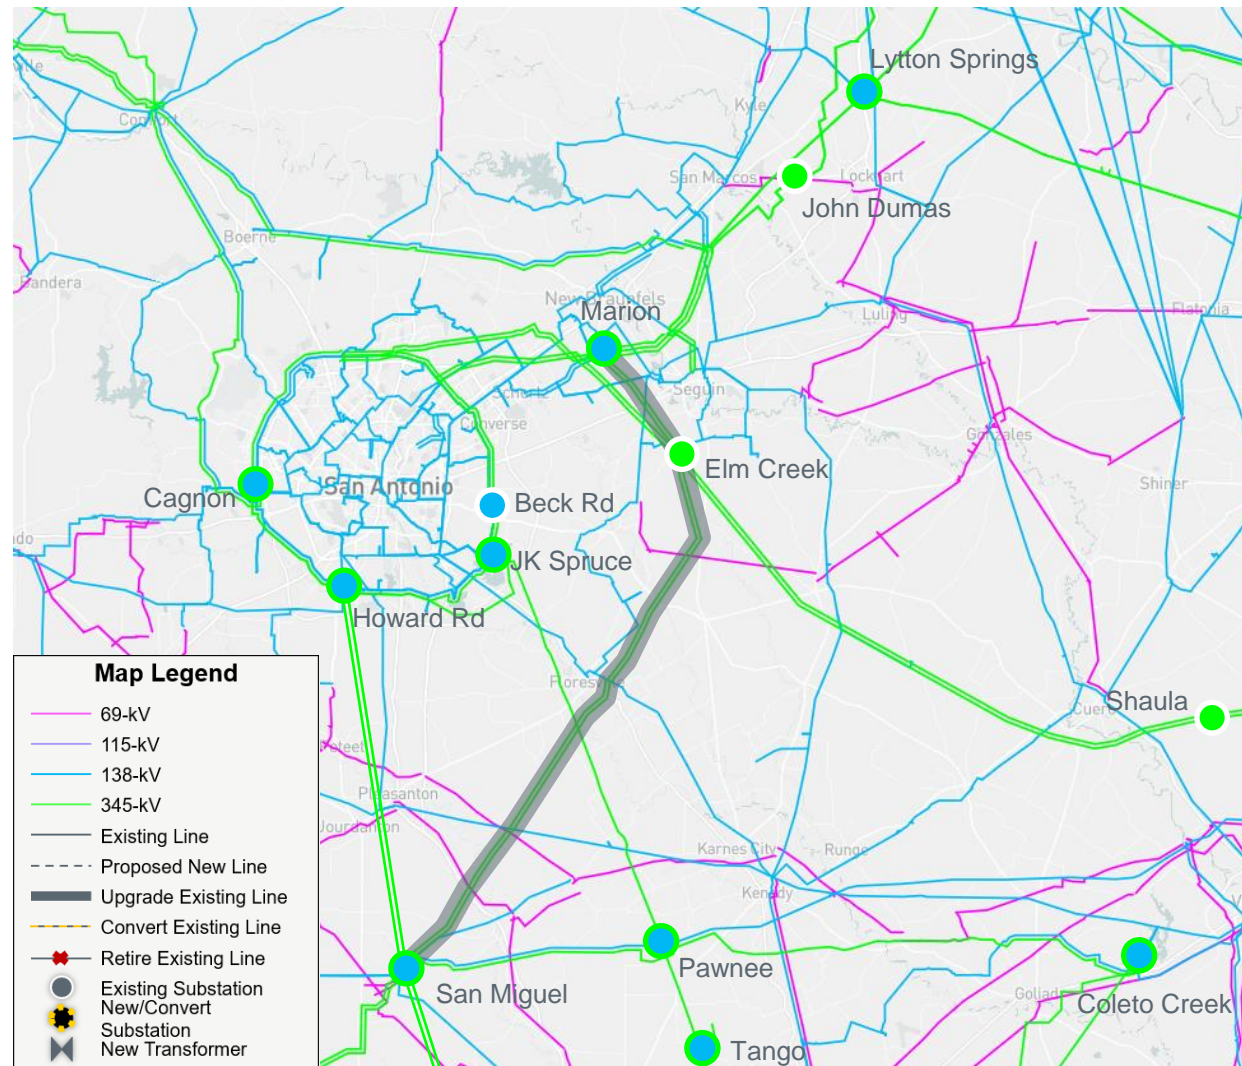 Lytton Springs
Comfort
Kyle
San Marcos
Lockhart
John Dumas
Boerne
Bandera
New Braunfels
Marion
Luling
Flatonia
Schertz
Seguin
Converse
Gonzales
Elm Creek
Shiner
Cagnon
San Antonio
Beck Rd
JK Spruce
Howard Rd
Floresville
Shaula
Cuero
Map Legend
69-kV
115-kV
138-kV
345-kV
Existing Line
Proposed New Line
Upgrade Existing Line
Convert Existing Line
Retire Existing Line
Existing Substation
New/Convert
Substation
New Transformer
Poteet
Pleasanton
Jourdanton
Karnes City
Runge
Kenedy
Pawnee
San Miguel
Goliad
Coleto Creek
Tango